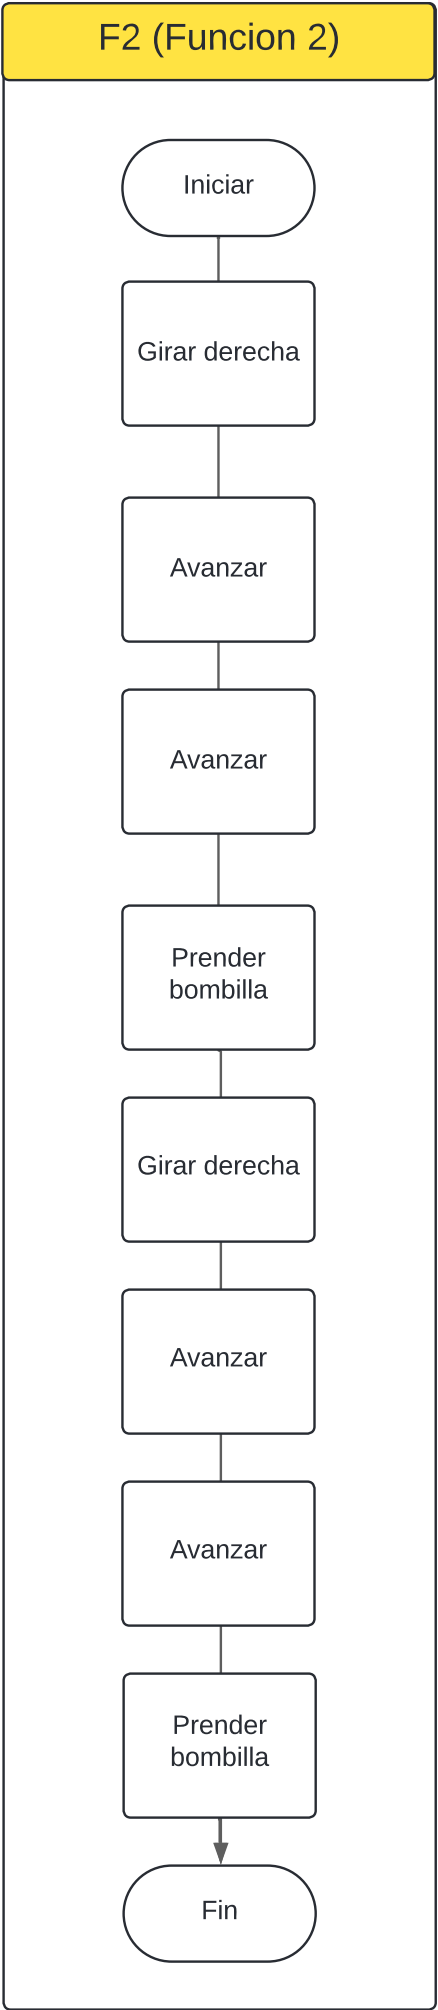 F2 (Funcion 2)
Iniciar
Girar derecha
Avanzar
Avanzar
Prender
bombilla
Girar derecha
Avanzar
Avanzar
Prender
bombilla
Fin